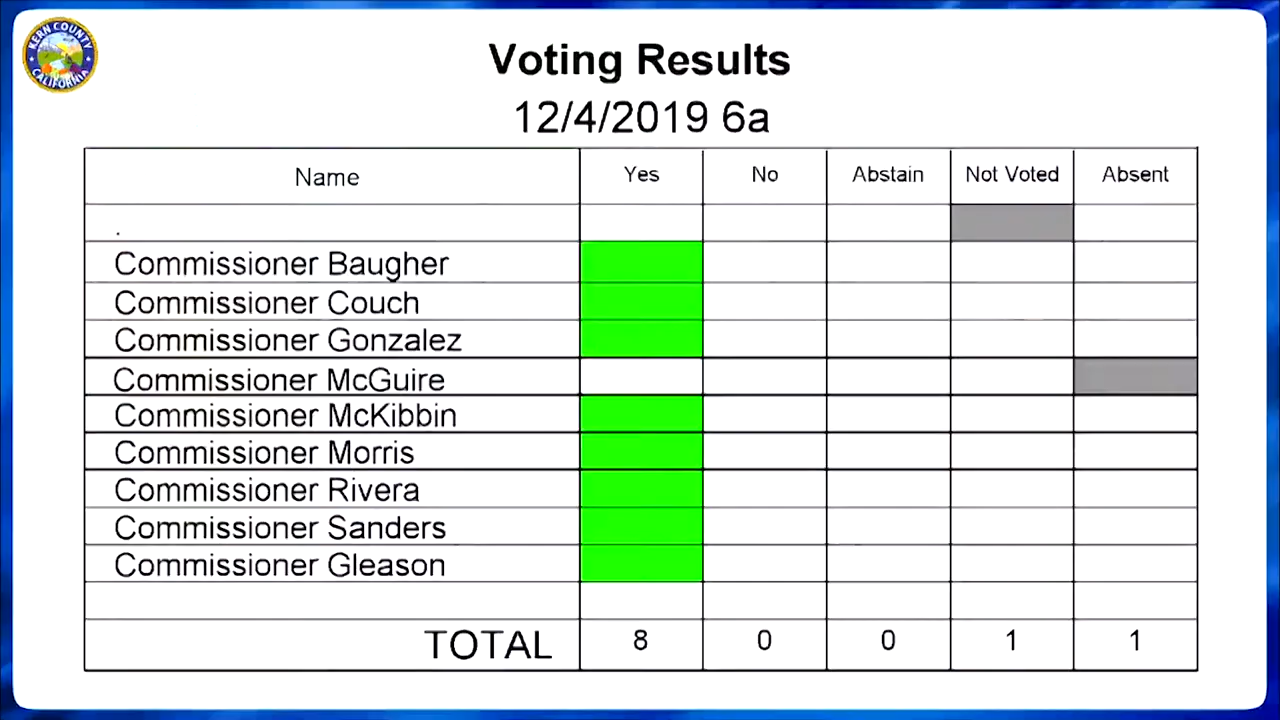 KERN COUNTY
CALIFORNIA
Voting Results
12/4/2019 6a
Name Yes No Abstain Not Voted Absent
.
Commissioner Baugher
Commissioner Couch
Commissioner Gonzalez
Commissioner McGuire
Commissioner McKibbin
Commissioner Morris
Commissioner Rivera
Commissioner Sanders
Commissioner Gleason
TOTAL 8 0 0 1 1